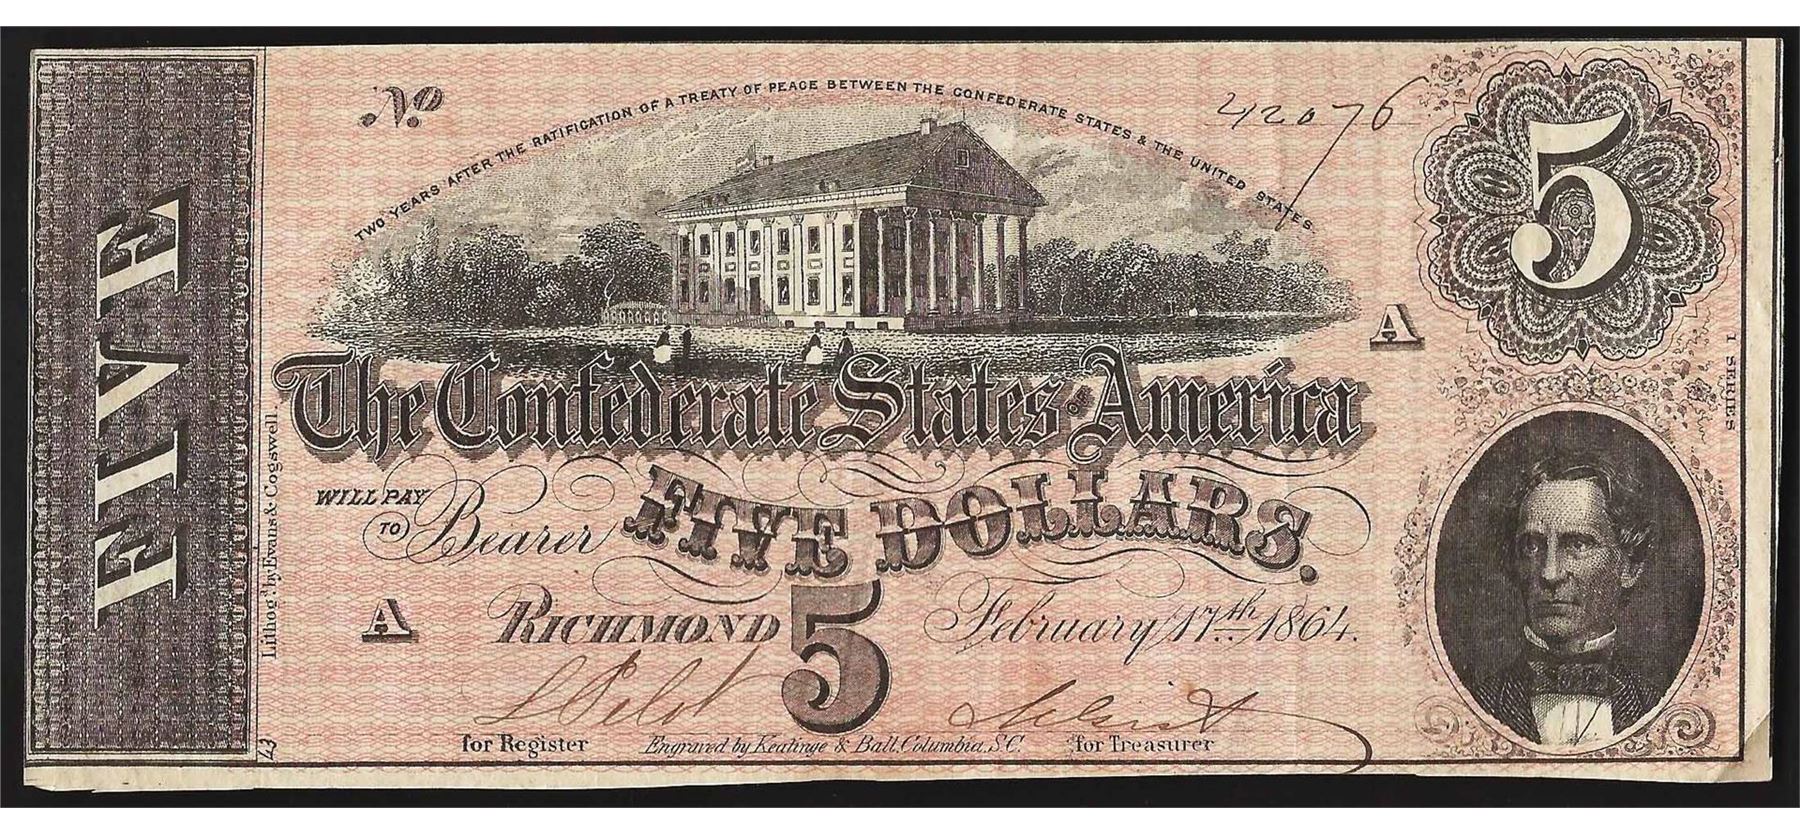 No.
42076
TWO YEARS AFTER THE RATIFICATION OF A TREATY OF PEACE BETWEEN THE CONFEDERATE STATES & THE UNITED STATES.
5
FIVE
A
1 SERIES
The Confederate States OF America
WILL PAY
TO Bearer
FIVE DOLLARS.
Lithog'd by Evans & Cogswell
A
RICHMOND
5
February 17th 1864.
for Register
Engraved by Keatinge & Ball, Columbia, S.C.
for Treasurer